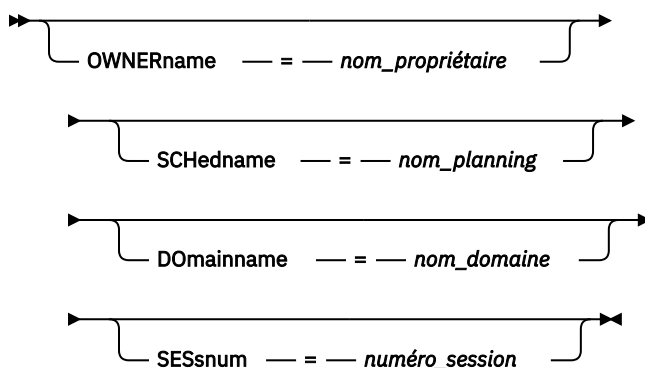 OWNERname = nom_propriétaire
SCHedname = nom_planning
DOmainname = nom_domaine
SESsnum = numéro_session